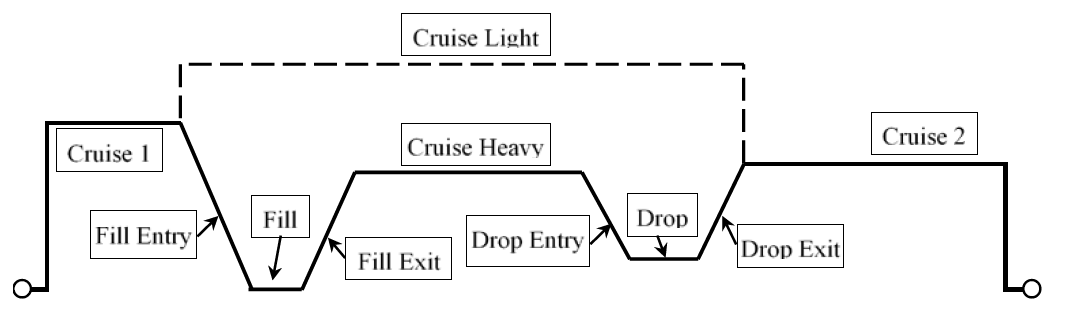 Cruise Light
Cruise 1
Cruise Heavy
Cruise 2
Fill Entry
Fill
Fill Exit
Drop Entry
Drop
Drop Exit